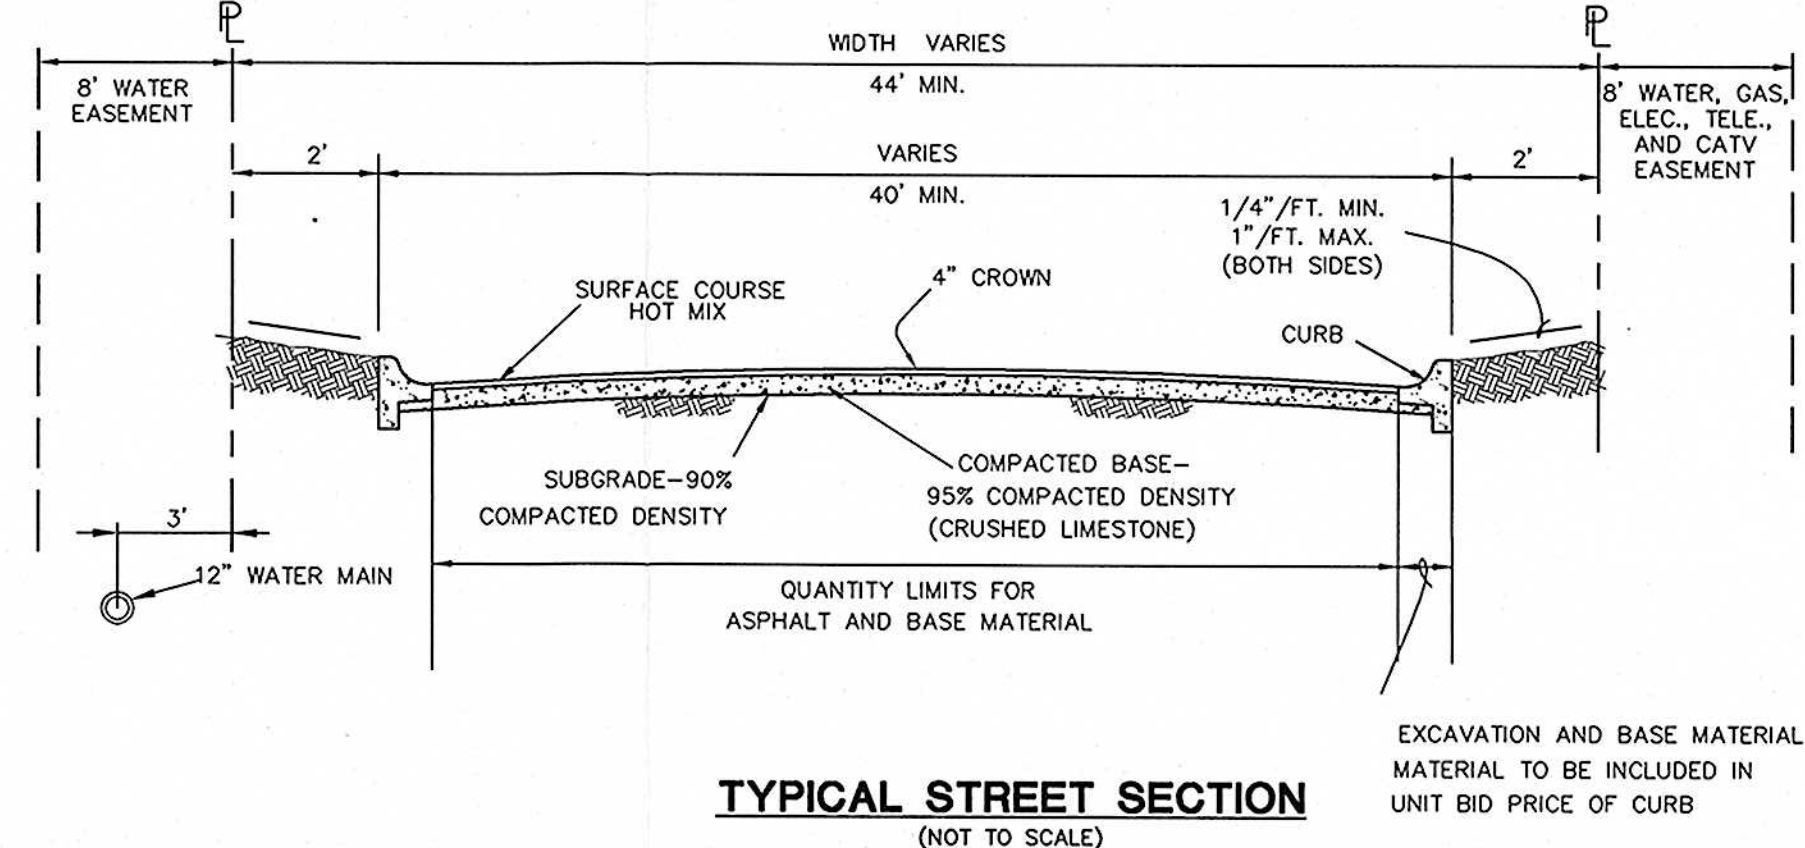 PL
PL
WIDTH VARIES
44' MIN.
8' WATER
EASEMENT
8' WATER, GAS,
ELEC., TELE.,
AND CATV
EASEMENT
2'
VARIES
40' MIN.
2'
1/4"/FT. MIN.
1"/FT. MAX.
(BOTH SIDES)
SURFACE COURSE
HOT MIX
4" CROWN
CURB
SUBGRADE-90%
COMPACTED DENSITY
COMPACTED BASE-
95% COMPACTED DENSITY
(CRUSHED LIMESTONE)
3'
12" WATER MAIN
QUANTITY LIMITS FOR
ASPHALT AND BASE MATERIAL
EXCAVATION AND BASE MATERIAL
MATERIAL TO BE INCLUDED IN
UNIT BID PRICE OF CURB
TYPICAL STREET SECTION
(NOT TO SCALE)